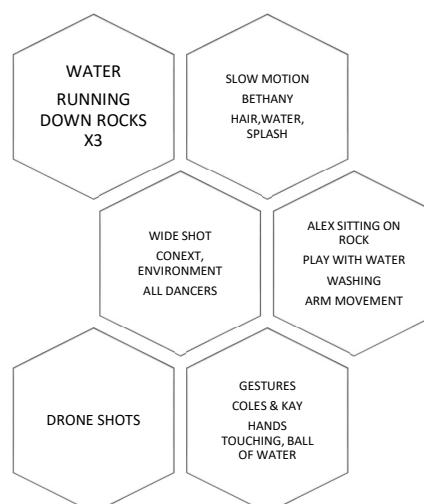 WATER
RUNNING
DOWN ROCKS
X3
SLOW MOTION
BETHANY
HAIR,WATER,
SPLASH
WIDE SHOT
CONEXT,
ENVIRONMENT
ALL DANCERS
ALEX SITTING ON
ROCK
PLAY WITH WATER
WASHING
ARM MOVEMENT
DRONE SHOTS
GESTURES
COLES & KAY
HANDS
TOUCHING, BALL
OF WATER